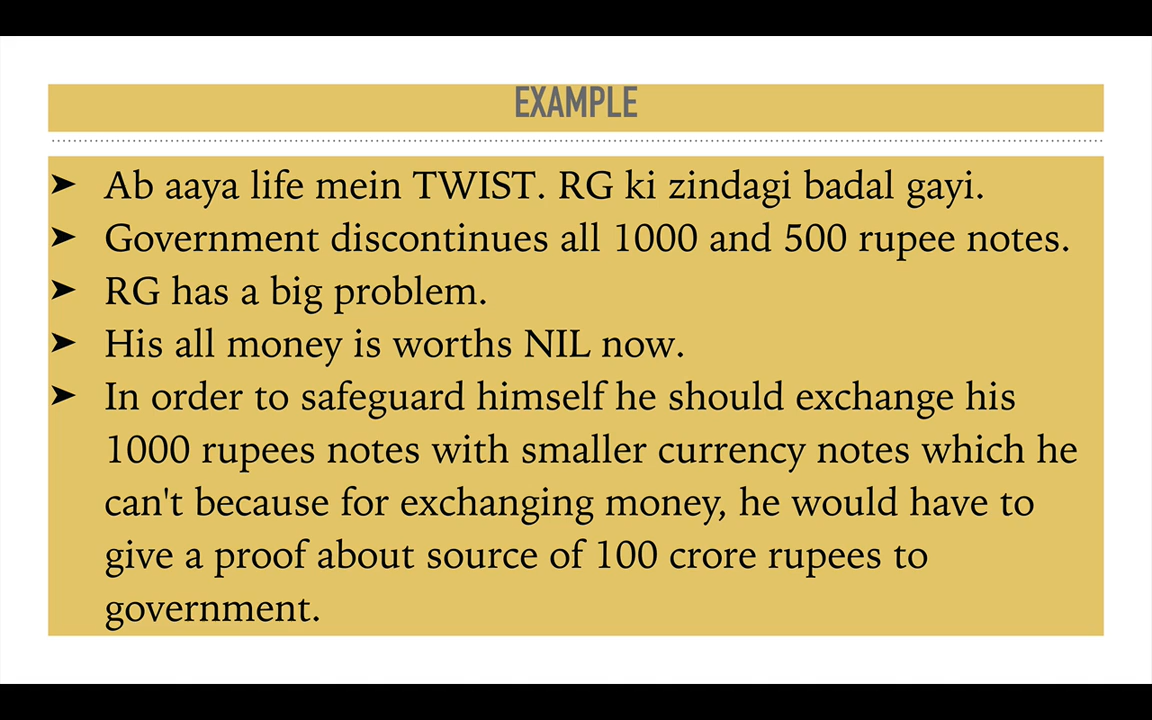 EXAMPLE
➤ Ab aaya life mein TWIST. RG ki zindagi badal gayi.
➤ Government discontinues all 1000 and 500 rupee notes.
➤ RG has a big problem.
➤ His all money is worths NIL now.
➤ In order to safeguard himself he should exchange his
1000 rupees notes with smaller currency notes which he
can't because for exchanging money, he would have to
give a proof about source of 100 crore rupees to
government.